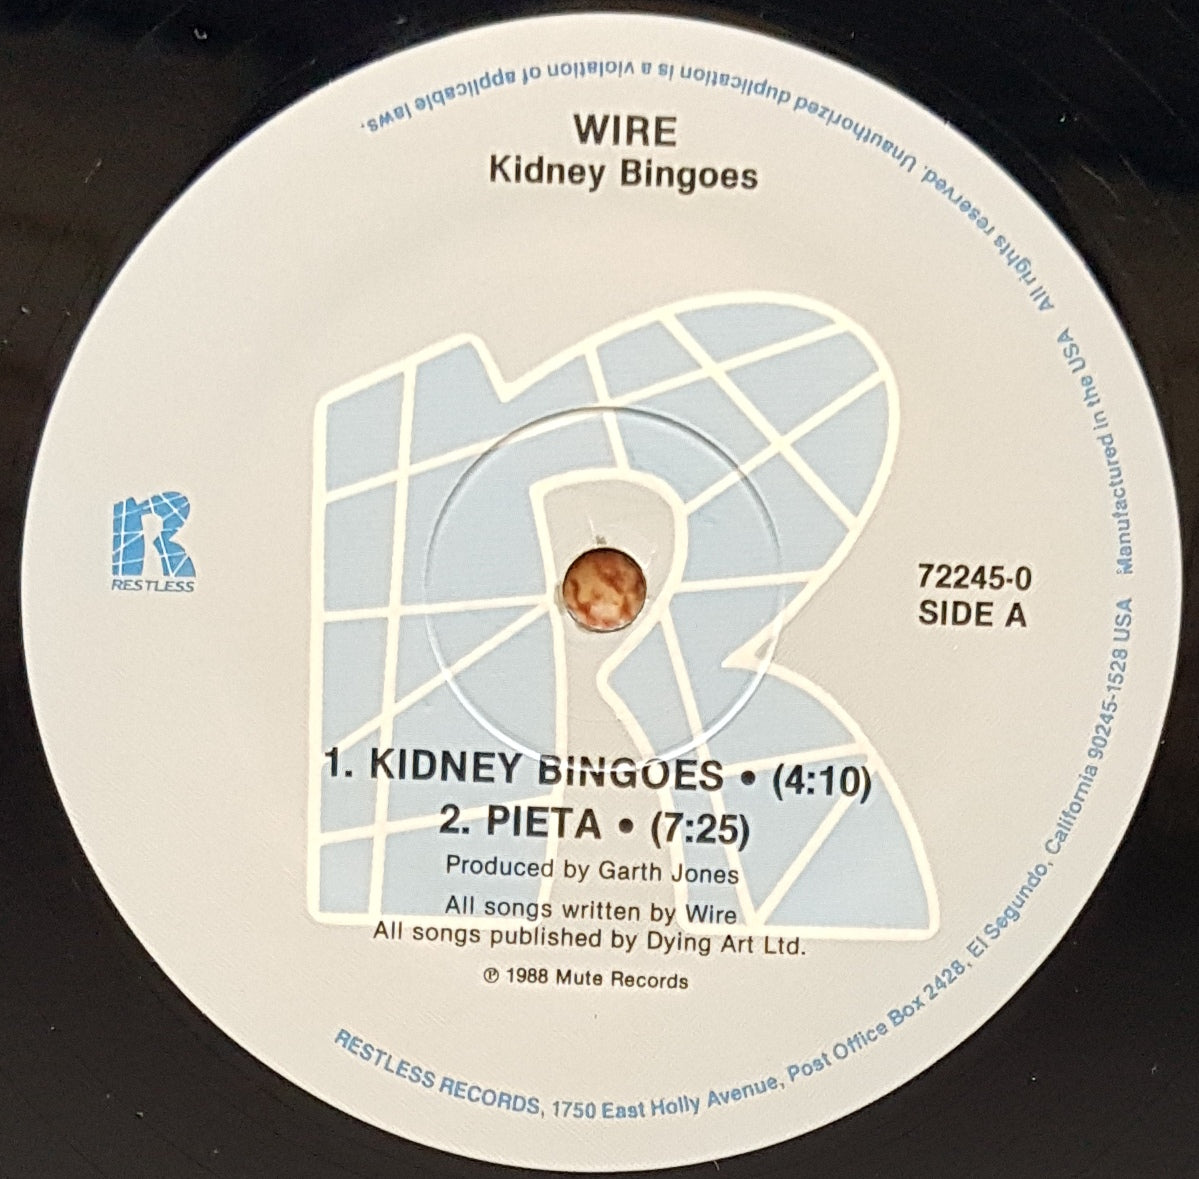 WIRE
Kidney Bingoes
RESTLESS
72245-0
SIDE A
1. KIDNEY BINGOES • (4:10)
2. PIETA • (7:25)
Produced by Garth Jones
All songs written by Wire
All songs published by Dying Art Ltd.
℗ 1988 Mute Records
RESTLESS RECORDS, 1750 East Holly Avenue, Post Office Box 2428, El Segundo, California 90245-1528 USA Manufactured in the USA All rights reserved. Unauthorized duplication is a violation of applicable laws.